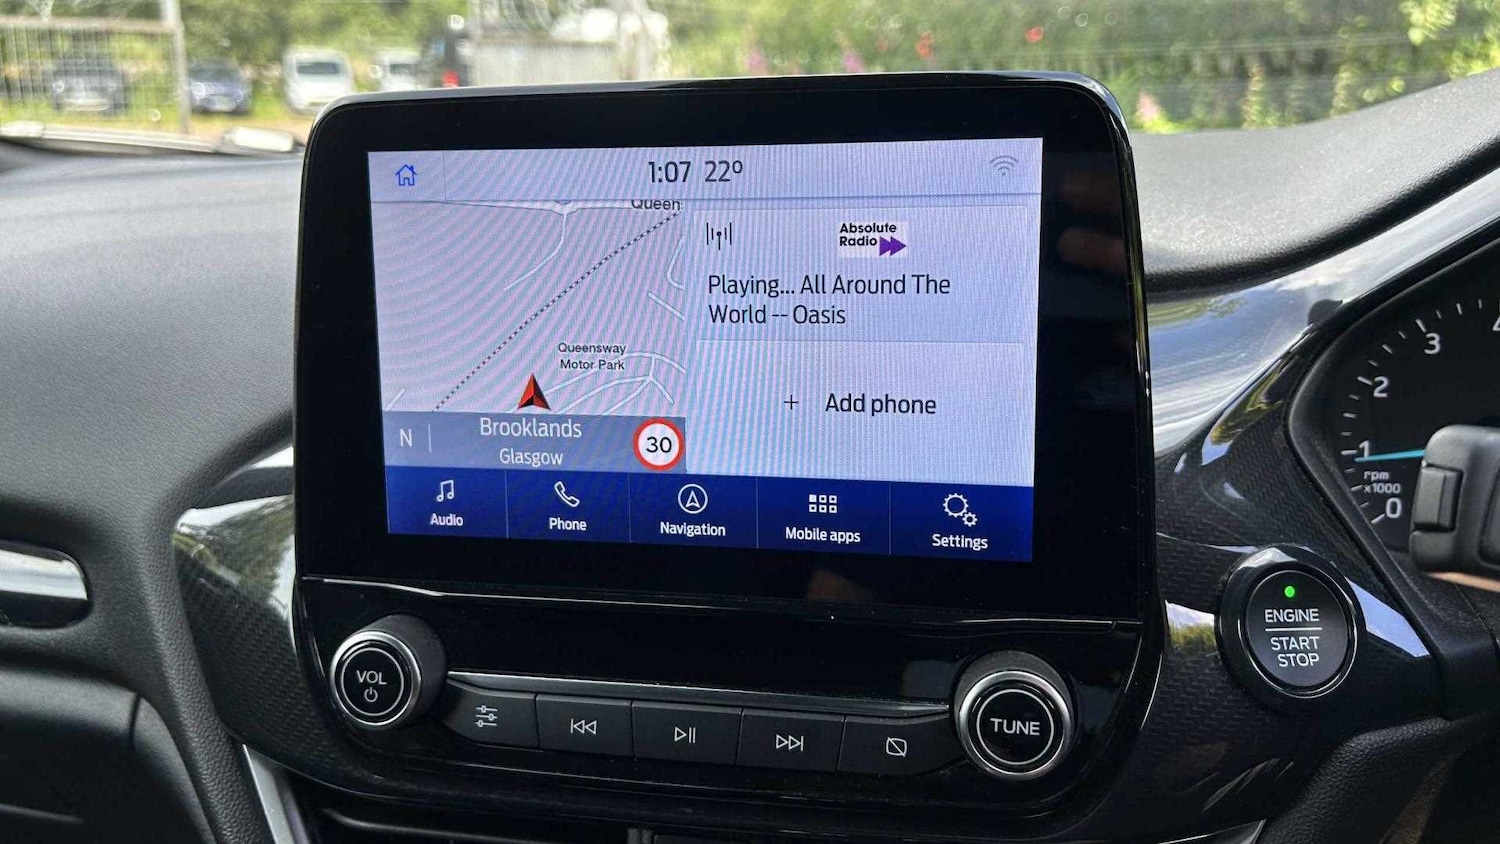 1:07 22º
Queen
Absolute
Radio
Playing... All Around The
World -- Oasis
Queensway
Motor Park
+ Add phone
N
Brooklands
Glasgow
30
Audio
Phone
Navigation
Mobile apps
Settings
VOL
TUNE
ENGINE
START
STOP
3
2
1
rpm
x1000
0